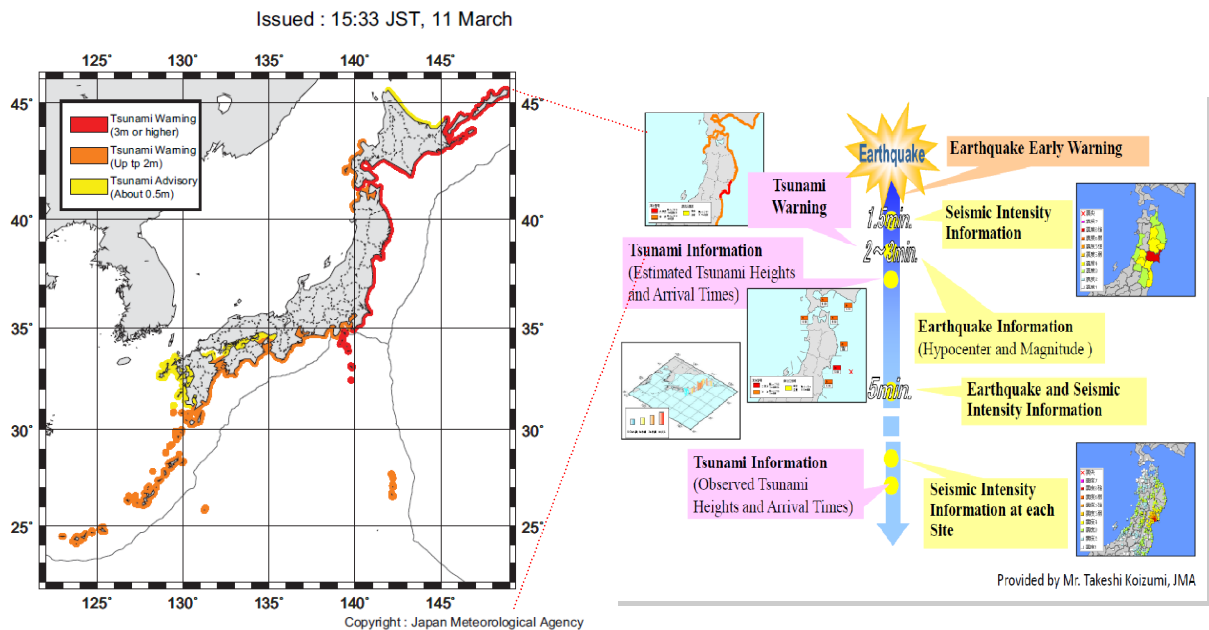 Issued : 15:33 JST, 11 March
125° 130° 135° 140° 145°
45° 45°
40° 40°
35° 35°
30° 30°
25° 25°
125° 130° 135° 140° 145°
Tsunami Warning
(3m or higher)
Tsunami Warning
(Up tp 2m)
Tsunami Advisory
(About 0.5m)
Copyright : Japan Meteorological Agency
Earthquake
Earthquake Early Warning
Tsunami
Warning
1.5min.
Seismic Intensity
Information
2~3min.
Tsunami Information
(Estimated Tsunami Heights
and Arrival Times)
Earthquake Information
(Hypocenter and Magnitude )
5min.
Earthquake and Seismic
Intensity Information
Tsunami Information
(Observed Tsunami
Heights and Arrival Times)
Seismic Intensity
Information at each
Site
Provided by Mr. Takeshi Koizumi, JMA